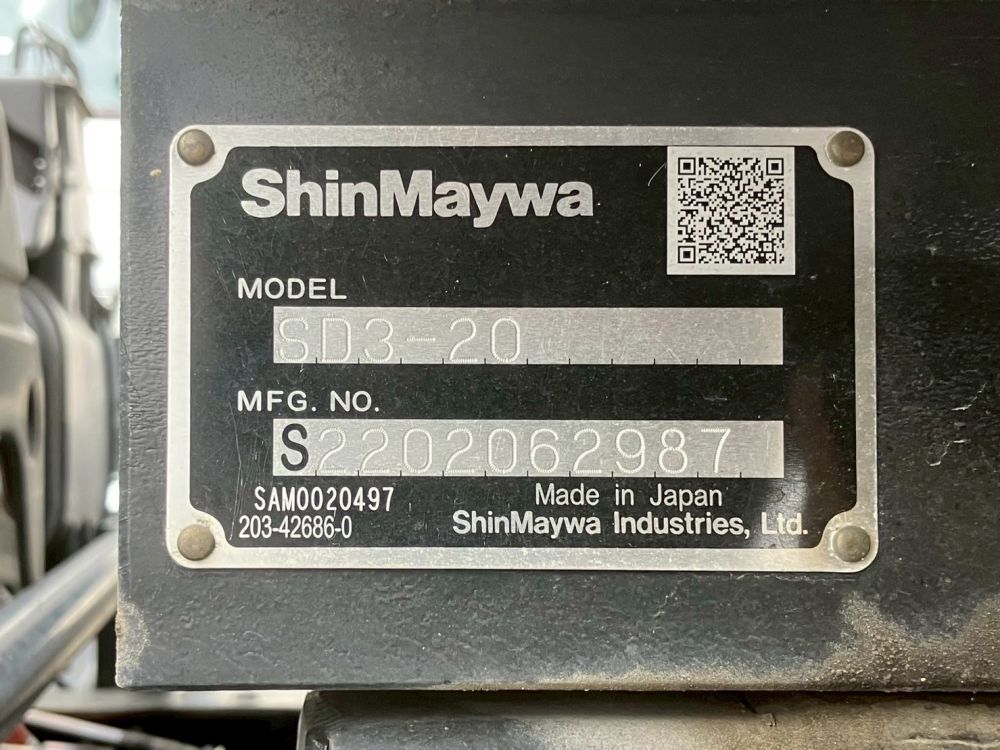 ShinMaywa
MODEL
SD3-20
MFG. NO.
S2202062987
SAM0020497
203-42686-0
Made in Japan
ShinMaywa Industries, Ltd.